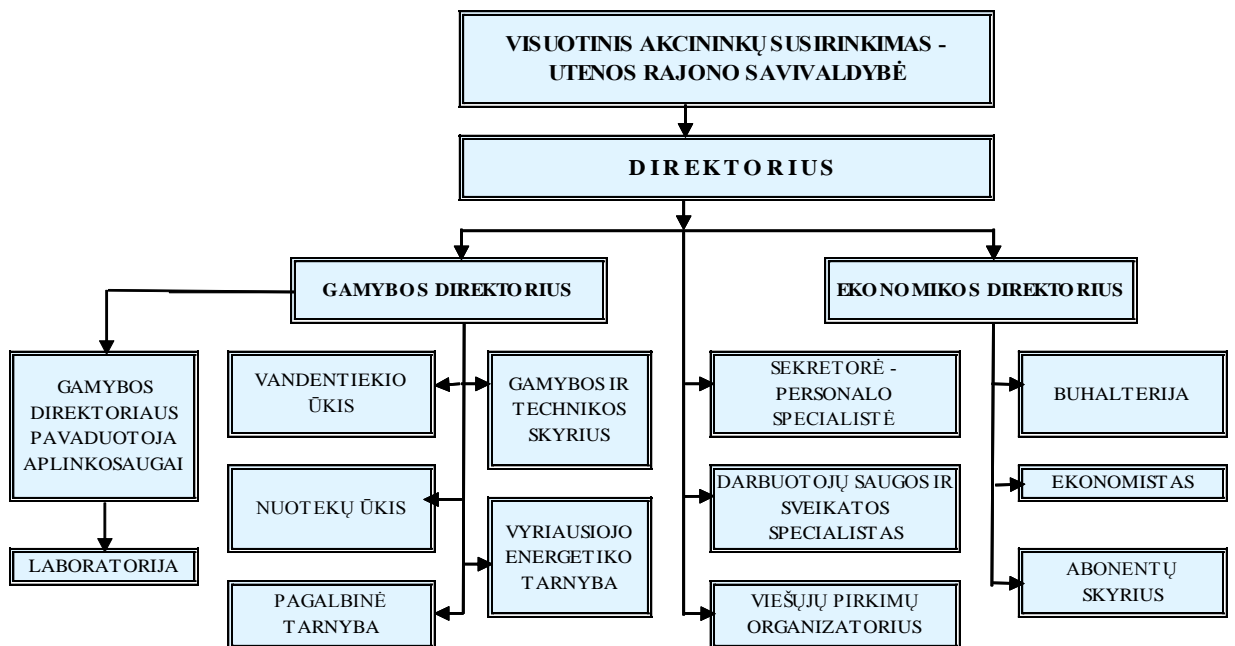 VISUOTINIS AKCININKŲ SUSIRINKIMAS -
UTENOS RAJONO SAVIVALDYBĖ
DIREKTORIUS
GAMYBOS DIREKTORIUS
EKONOMIKOS DIREKTORIUS
GAMYBOS
DIREKTORIAUS
PAVADUOTOJA
APLINKOSAUGAI
LABORATORIJA
VANDENTIEKIO
ŪKIS
NUOTEKŲ ŪKIS
PAGALBINĖ
TARNYBA
GAMYBOS IR
TECHNIKOS
SKYRIUS
VYRIAUSIOJO
ENERGETIKO
TARNYBA
SEKRETORĖ -
PERSONALO
SPECIALISTĖ
DARBUOTOJŲ SAUGOS IR
SVEIKATOS
SPECIALISTAS
VIEŠŲJŲ PIRKIMŲ
ORGANIZATORIUS
BUHALTERIJA
EKONOMISTAS
ABONENTŲ
SKYRIUS